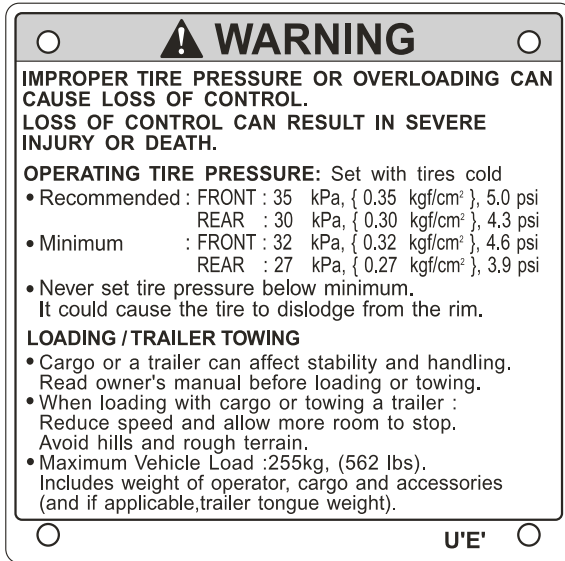 WARNING
IMPROPER TIRE PRESSURE OR OVERLOADING CAN
CAUSE LOSS OF CONTROL.
LOSS OF CONTROL CAN RESULT IN SEVERE
INJURY OR DEATH.
OPERATING TIRE PRESSURE: Set with tires cold
• Recommended : FRONT : 35 kPa, { 0.35 kgf/cm² }, 5.0 psi
REAR : 30 kPa, { 0.30 kgf/cm² }, 4.3 psi
• Minimum : FRONT : 32 kPa, { 0.32 kgf/cm² }, 4.6 psi
REAR : 27 kPa, { 0.27 kgf/cm² }, 3.9 psi
• Never set tire pressure below minimum.
It could cause the tire to dislodge from the rim.
LOADING / TRAILER TOWING
• Cargo or a trailer can affect stability and handling.
Read owner's manual before loading or towing.
• When loading with cargo or towing a trailer :
Reduce speed and allow more room to stop.
Avoid hills and rough terrain.
• Maximum Vehicle Load :255kg, (562 lbs).
Includes weight of operator, cargo and accessories
(and if applicable,trailer tongue weight).
U'E'